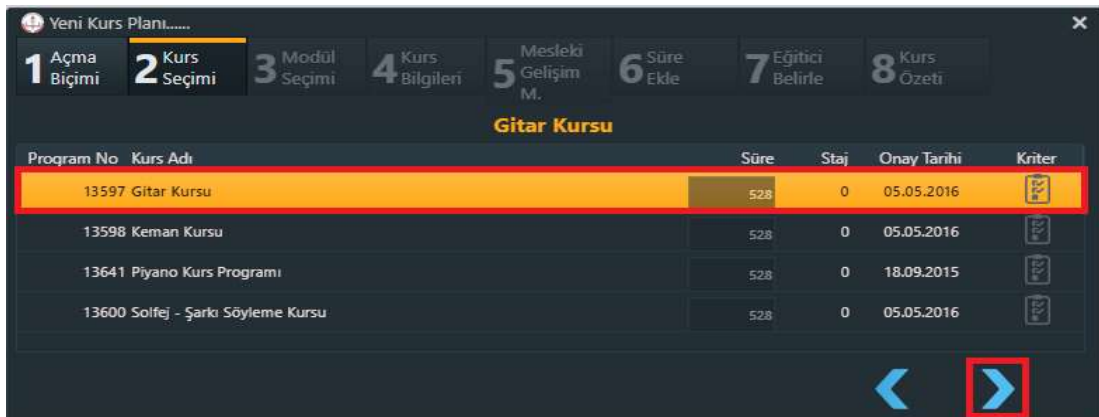 Yeni Kurs Planı......
1 Açma Biçimi
2 Kurs Seçimi
3 Modül Seçimi
4 Kurs Bilgileri
5 Mesleki Gelişim M.
6 Süre Ekle
7 Eğitici Belirle
8 Kurs Özeti
Gitar Kursu
Program No Kurs Adı Süre Staj Onay Tarihi Kriter
13597 Gitar Kursu 528 0 05.05.2016
13598 Keman Kursu 528 0 05.05.2016
13641 Piyano Kurs Programı 528 0 18.09.2015
13600 Solfej - Şarkı Söyleme Kursu 528 0 05.05.2016